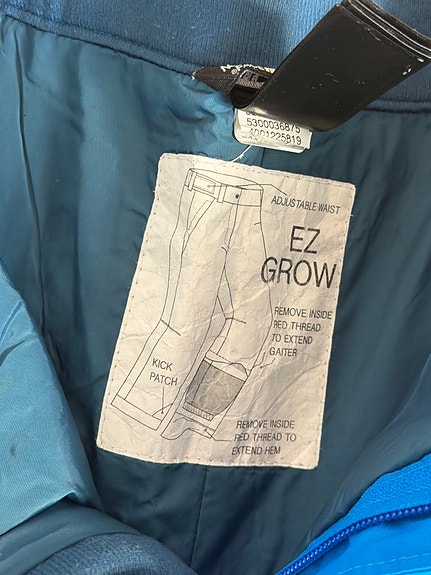 5300036875
4001225819
ADJUSTABLE WAIST
EZ
GROW
REMOVE INSIDE
RED THREAD
TO EXTEND
GAITER
KICK
PATCH
REMOVE INSIDE
RED THREAD TO
EXTEND HEM